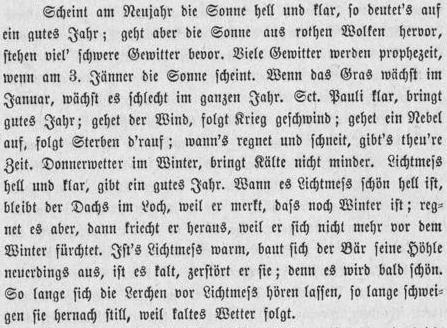 Scheint am Neujahr die Sonne hell und klar, so deutet's auf
ein gutes Jahr; geht aber die Sonne aus rothen Wolken hervor,
stehen viel' schwere Gewitter bevor. Viele Gewitter werden prophezeit,
wenn am 3. Jänner die Sonne scheint. Wenn das Gras wächst im
Januar, wächst es schlecht im ganzen Jahr. Sct. Pauli klar, bringt
gutes Jahr; gehet der Wind, folgt Krieg geschwind; gehet ein Nebel
auf, folgt Sterben d'rauf; wann's regnet und schneit, gibt's theu're
Zeit. Donnerwetter im Winter, bringt Kälte nicht minder. Lichtmess
hell und klar, gibt ein gutes Jahr. Wann es Lichtmess schön hell ist,
bleibt der Dachs im Loch, weil er merkt, dass noch Winter ist; reg-
net es aber, dann kriecht er heraus, weil er sich nicht mehr vor dem
Winter fürchtet. Ist's Lichtmess warm, baut sich der Bär seine Höhle
neuerdings aus, ist es kalt, zerstört er sie; denn es wird bald schön.
So lange sich die Lerchen vor Lichtmess hören lassen, so lange schwei-
gen sie hernach still, weil kaltes Wetter folgt.